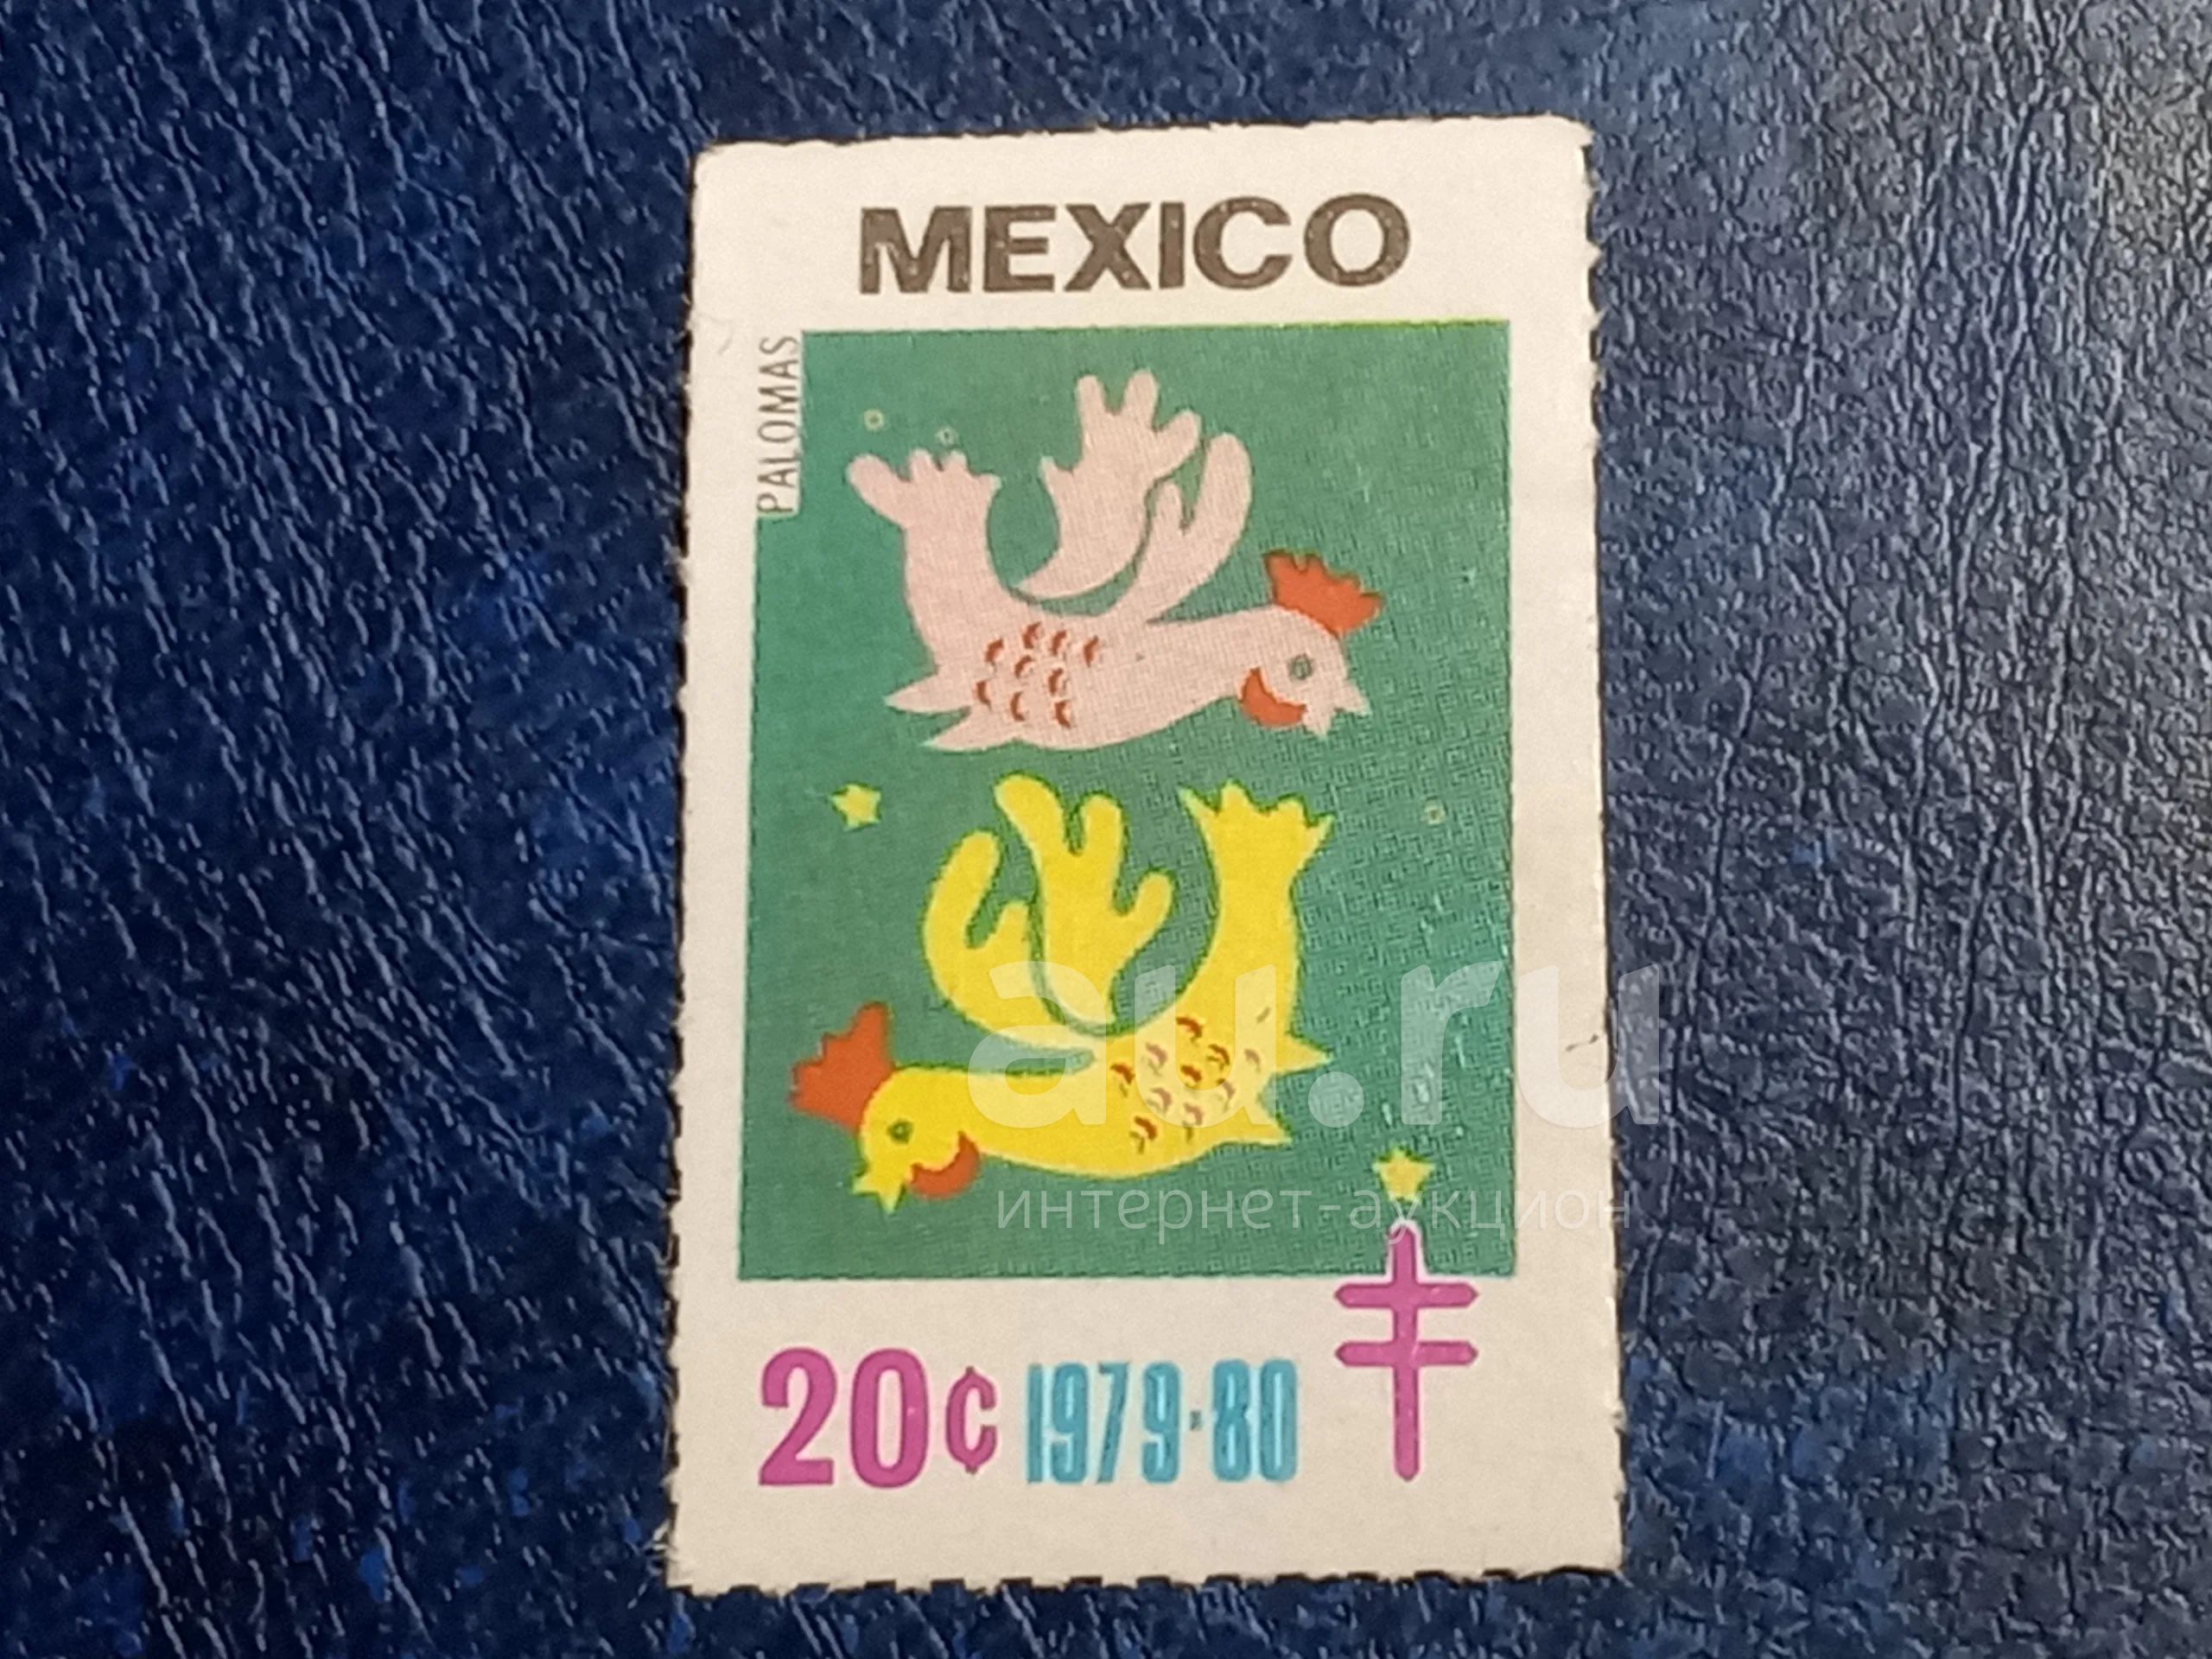 MEXICO
PALOMAS
au.ru
интернет-аукцион
20¢ 1979·80